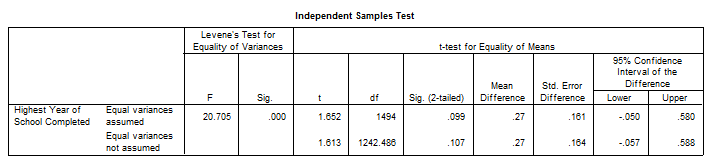 Independent Samples Test
Levene's Test for
Equality of Variances
t-test for Equality of Means
95% Confidence
Interval of the
Difference
Mean
Difference
Std. Error
Difference
F Sig. t df Sig. (2-tailed) Lower Upper
Highest Year of
School Completed
Equal variances
assumed
20.705 .000 1.652 1494 .099 .27 .161 -.050 .580
Equal variances
not assumed
1.613 1242.486 .107 .27 .164 -.057 .588